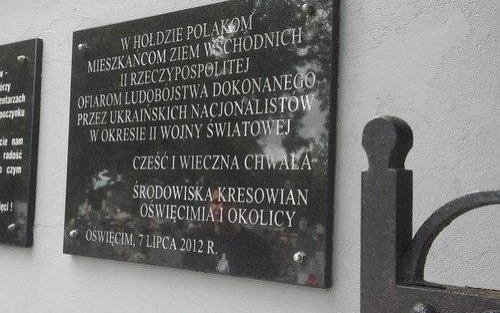 W HOŁDZIE POLAKOM
MIESZKAŃCOM ZIEM WSCHODNICH
II RZECZYPOSPOLITEJ
OFIAROM LUDOBÓJSTWA DOKONANEGO
PRZEZ UKRAIŃSKICH NACJONALISTÓW
W OKRESIE II WOJNY ŚWIATOWEJ
CZEŚĆ I WIECZNA CHWAŁA
ŚRODOWISKA KRESOWIAN
OŚWIĘCIMIA I OKOLICY
OŚWIĘCIM, 7 LIPCA 2012 R.